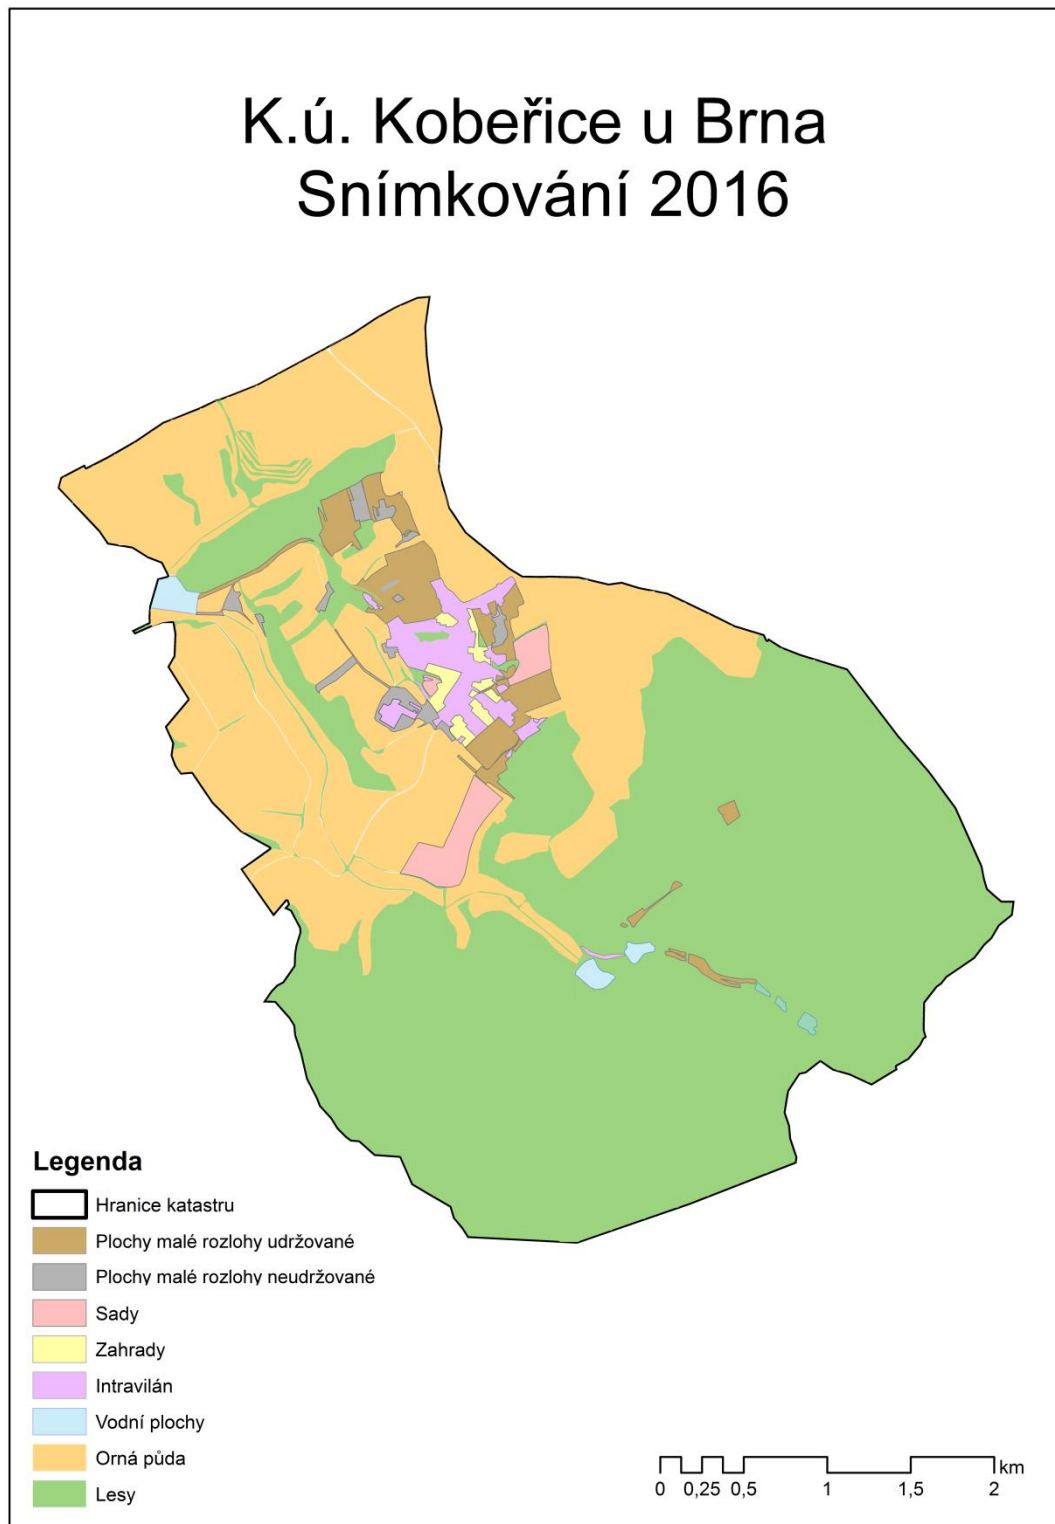 K.ú. Kobeřice u Brna
Snímkování 2016
Legenda
Hranice katastru
Plochy malé rozlohy udržované
Plochy malé rozlohy neudržované
Sady
Zahrady
Intravilán
Vodní plochy
Orná půda
Lesy
km
0 0,25 0,5 1 1,5 2